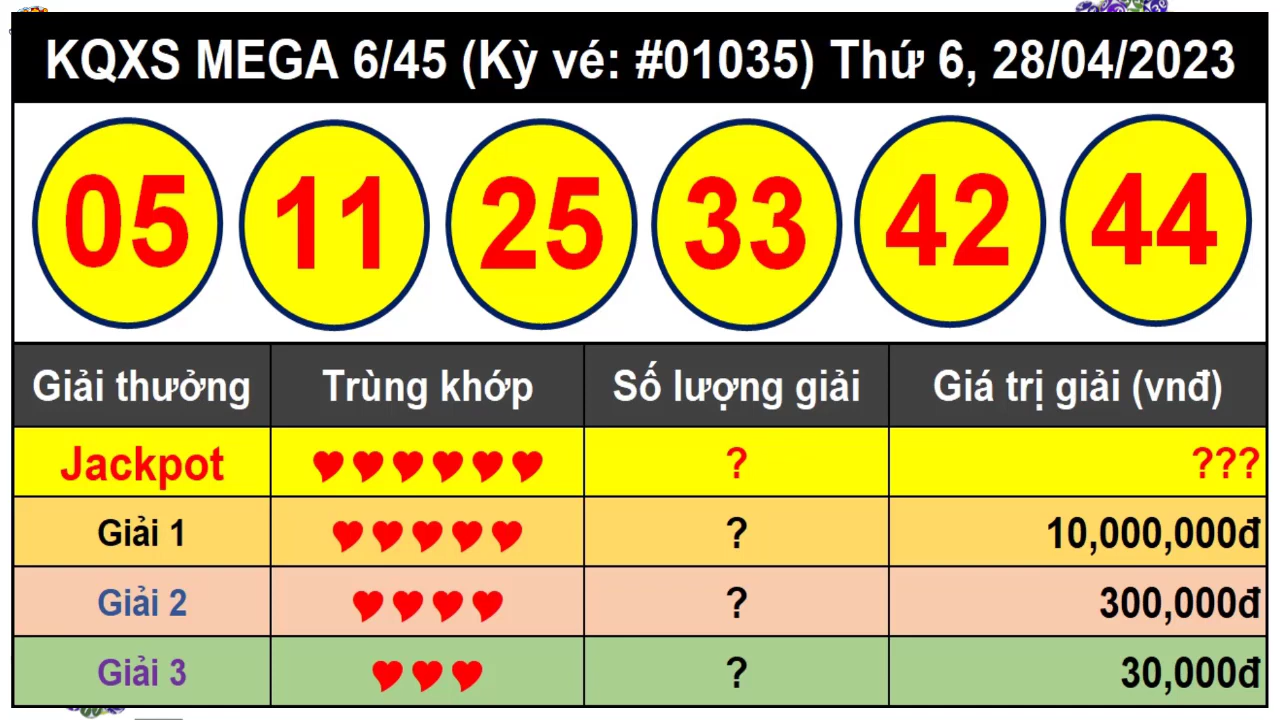 KQXS MEGA 6/45 (Kỳ vé: #01035) Thứ 6, 28/04/2023
05 11 25 33 42 44
Giải thưởng Trùng khớp Số lượng giải Giá trị giải (vnđ)
Jackpot ? ???
Giải 1 ? 10,000,000đ
Giải 2 ? 300,000đ
Giải 3 ? 30,000đ